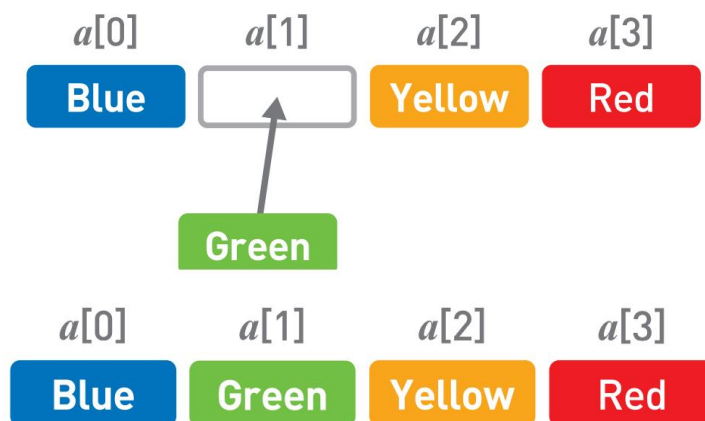 a[0] a[1] a[2] a[3]
Blue Yellow Red
Green
a[0] a[1] a[2] a[3]
Blue Green Yellow Red